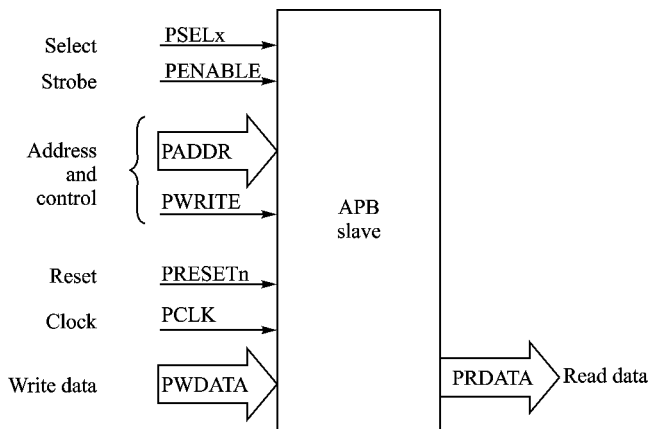 Select
PSELx
Strobe
PENABLE
Address
and
control
PADDR
PWRITE
APB
slave
Reset
PRESETn
Clock
PCLK
Write data
PWDATA
PRDATA
Read data